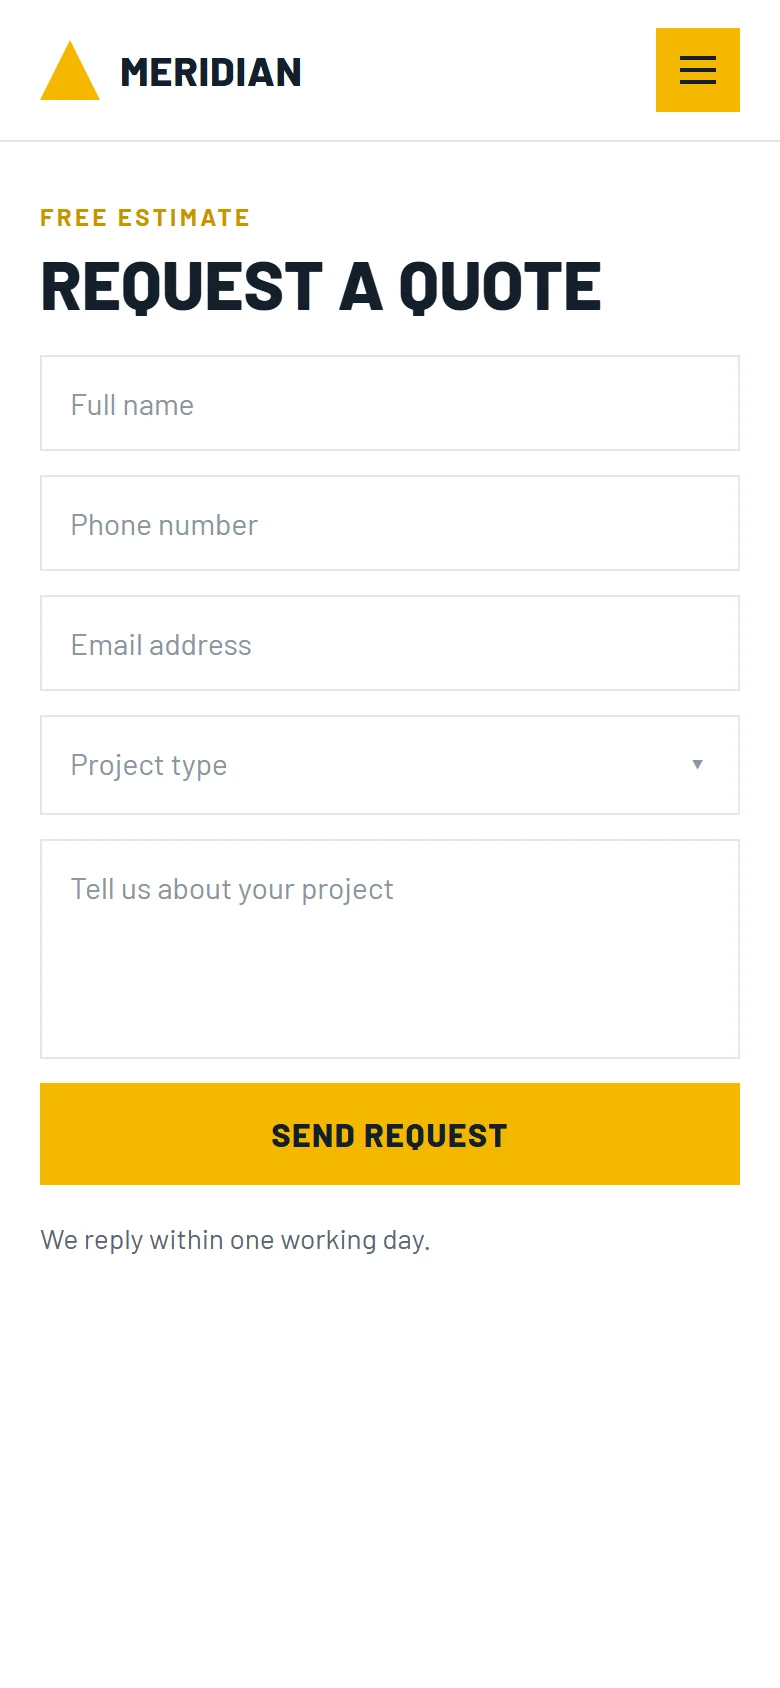 MERIDIAN
FREE ESTIMATE
REQUEST A QUOTE
Full name
Phone number
Email address
Project type
Tell us about your project
SEND REQUEST
We reply within one working day.